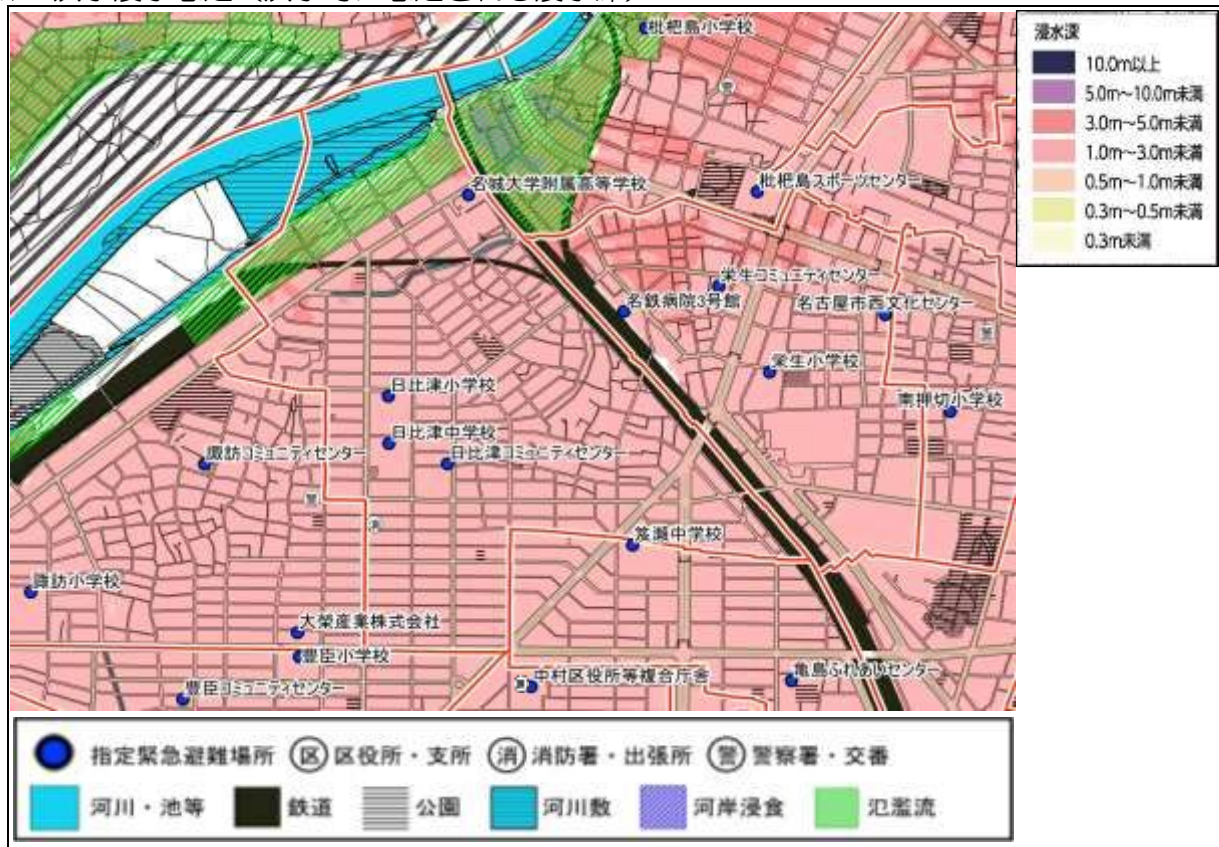 浸水深
10.0m以上
5.0m～10.0m未満
3.0m～5.0m未満
1.0m～3.0m未満
0.5m～1.0m未満
0.3m～0.5m未満
0.3m未満
枇杷島小学校
名城大学附属高等学校
枇杷島スポーツセンター
栄生コミュニティセンター
名鉄病院3号館
名古屋市西文化センター
栄生小学校
日比津小学校
南押切小学校
日比津中学校
諏訪コミュニティセンター
日比津コミュニティセンター
笈瀬中学校
諏訪小学校
豊臣小学校
中村区役所等複合庁舎
亀島ふれあいセンター
豊臣コミュニティセンター
指定緊急避難場所
区 区役所・支所
消 消防署・出張所
警 警察署・交番
河川・池等
鉄道
公園
河川敷
河岸浸食
氾濫流